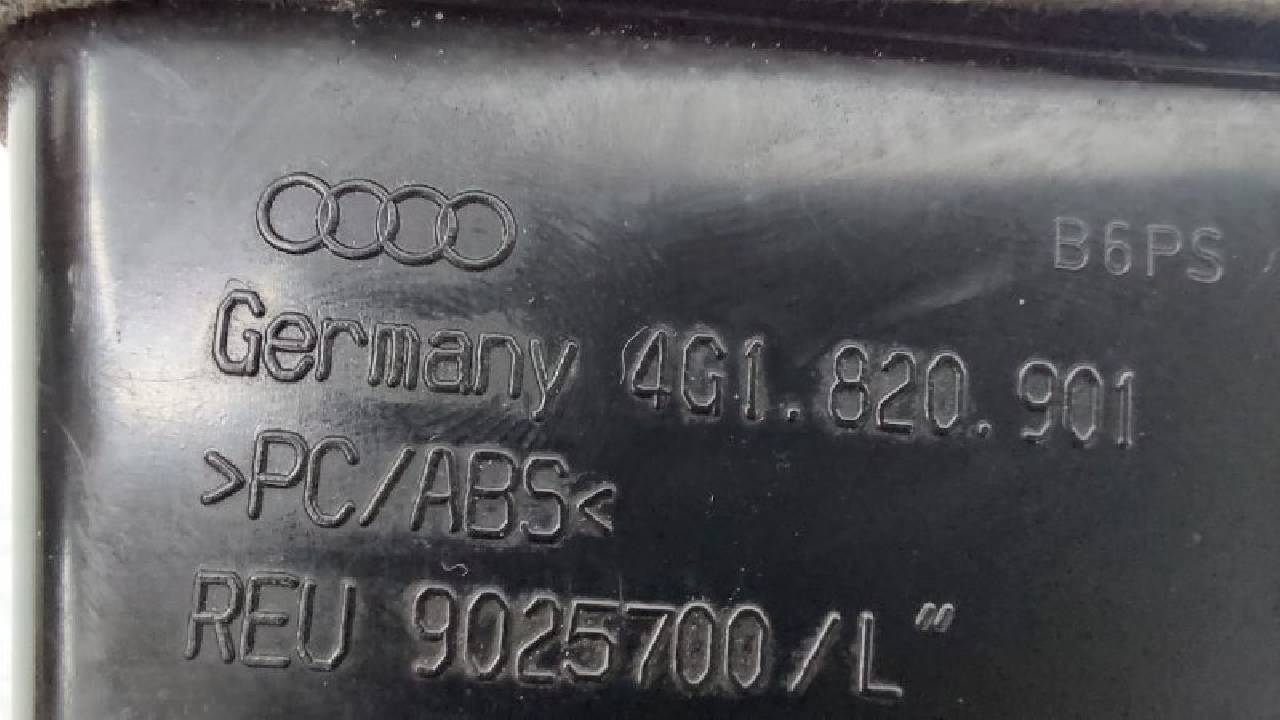 B6PS
Germany 4G1.820.901
>PC/ABS<
REU 9025700/L "